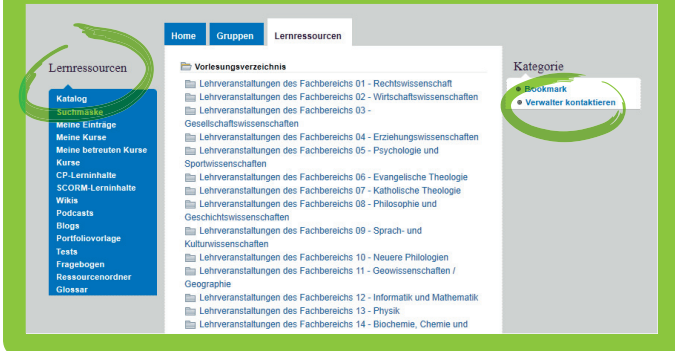 Home Gruppen Lernressourcen
Lernressourcen
Katalog
Suchmaske
Meine Einträge
Meine Kurse
Meine betreuten Kurse
Kurse
CP-Lerninhalte
SCORM-Lerninhalte
Wikis
Podcasts
Blogs
Portfoliovorlage
Tests
Fragebogen
Ressourcenordner
Glossar
Vorlesungsverzeichnis
Lehrveranstaltungen des Fachbereichs 01 - Rechtswissenschaft
Lehrveranstaltungen des Fachbereichs 02 - Wirtschaftswissenschaften
Lehrveranstaltungen des Fachbereichs 03 -
Gesellschaftswissenschaften
Lehrveranstaltungen des Fachbereichs 04 - Erziehungswissenschaften
Lehrveranstaltungen des Fachbereichs 05 - Psychologie und
Sportwissenschaften
Lehrveranstaltungen des Fachbereichs 06 - Evangelische Theologie
Lehrveranstaltungen des Fachbereichs 07 - Katholische Theologie
Lehrveranstaltungen des Fachbereichs 08 - Philosophie und
Geschichtswissenschaften
Lehrveranstaltungen des Fachbereichs 09 - Sprach- und
Kulturwissenschaften
Lehrveranstaltungen des Fachbereichs 10 - Neuere Philologien
Lehrveranstaltungen des Fachbereichs 11 - Geowissenschaften /
Geographie
Lehrveranstaltungen des Fachbereichs 12 - Informatik und Mathematik
Lehrveranstaltungen des Fachbereichs 13 - Physik
Lehrveranstaltungen des Fachbereichs 14 - Biochemie, Chemie und
Kategorie
Bookmark
Verwalter kontaktieren